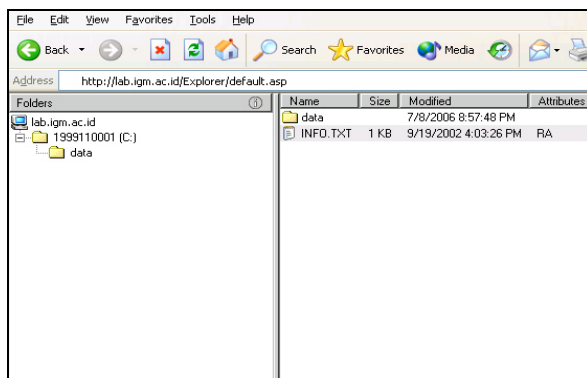 File Edit View Favorites Tools Help
Back Search Favorites Media
Address http://lab.igm.ac.id/Explorer/default.asp
Folders Name Size Modified Attributes
lab.igm.ac.id data 7/8/2006 8:57:48 PM
1999110001 (C:) INFO.TXT 1 KB 9/19/2002 4:03:26 PM RA
data